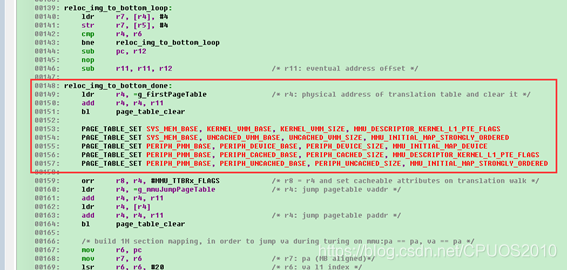 00139: reloc_img_to_bottom_loop:
00140: ldr r7, [r4], #4
00141: str r7, [r5], #4
00142: cmp r4, r6
00143: bne reloc_img_to_bottom_loop
00144: sub pc, r12
00145: nop
00146: sub r11, r11, r12 /* r11: eventual address offset */
00147:
00148: reloc_img_to_bottom_done:
00149: ldr r4, =g_firstPageTable /* r4: physical address of translation table and clear it */
00150: add r4, r4, r11
00151: bl page_table_clear
00152:
00153: PAGE_TABLE_SET SYS_MEM_BASE, KERNEL_VMM_BASE, KERNEL_VMM_SIZE, MMU_DESCRIPTOR_KERNEL_L1_PTE_FLAGS
00154: PAGE_TABLE_SET SYS_MEM_BASE, UNCACHED_VMM_BASE, UNCACHED_VMM_SIZE, MMU_INITIAL_MAP_STRONGLY_ORDERED
00155: PAGE_TABLE_SET PERIPH_PMM_BASE, PERIPH_DEVICE_BASE, PERIPH_DEVICE_SIZE, MMU_INITIAL_MAP_DEVICE
00156: PAGE_TABLE_SET PERIPH_PMM_BASE, PERIPH_CACHED_BASE, PERIPH_CACHED_SIZE, MMU_DESCRIPTOR_KERNEL_L1_PTE_FLAGS
00157: PAGE_TABLE_SET PERIPH_PMM_BASE, PERIPH_UNCACHED_BASE, PERIPH_UNCACHED_SIZE, MMU_INITIAL_MAP_STRONGLY_ORDERED
00158:
00159: orr r8, r4, #MMU_TTBRx_FLAGS /* r8 = r4 and set cacheable attributes on translation walk */
00160: ldr r4, =g_mmuJumpPageTable /* r4: jump pagetable vaddr */
00161: add r4, r4, r11
00162: ldr r4, [r4]
00163: add r4, r4, r11 /* r4: jump pagetable paddr */
00164: bl page_table_clear
00165:
00166: /* build 1M section mapping, in order to jump va during turing on mmu:pa == pa, va == pa */
00167: mov r6, pc
00168: mov r7, r6 /* r7: pa (MB aligned)*/
00169: lsr r6, r6, #20 /* r6: va l1 index */
https://blog.csdn.net/CPUOS2010